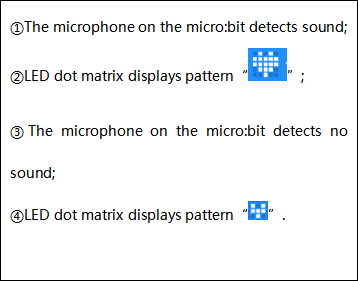 ①The microphone on the micro:bit detects sound;
②LED dot matrix displays pattern “ ” ;
③ The microphone on the micro:bit detects no
sound;
④LED dot matrix displays pattern “ ” .